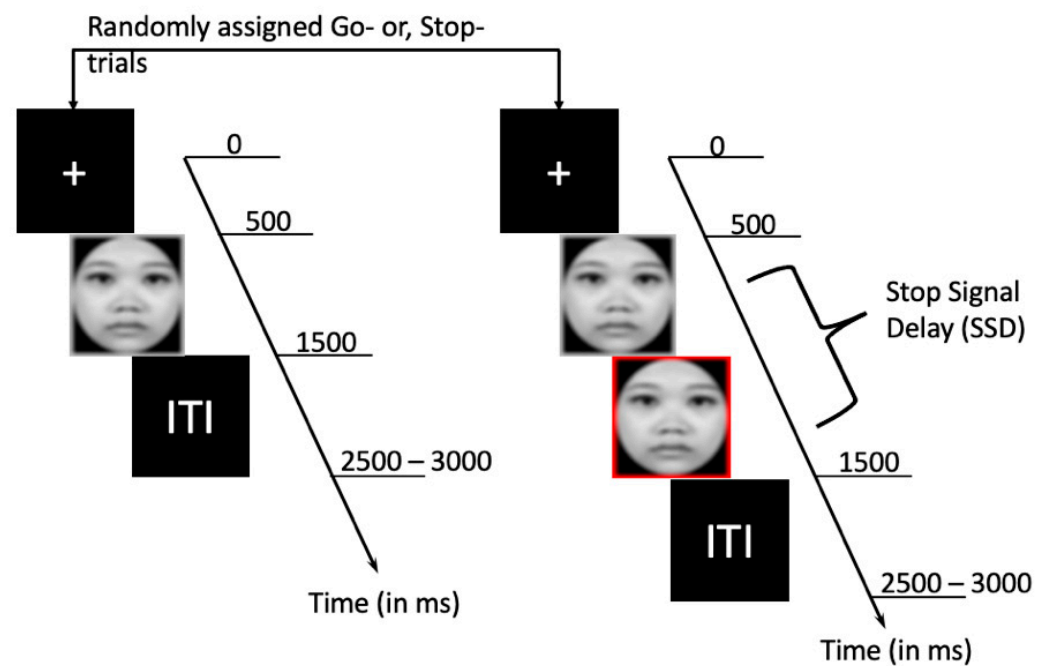 Randomly assigned Go- or, Stop-
trials
+
0
500
1500
ITI
2500 – 3000
Time (in ms)
+
0
500
Stop Signal
Delay (SSD)
1500
ITI
2500 – 3000
Time (in ms)